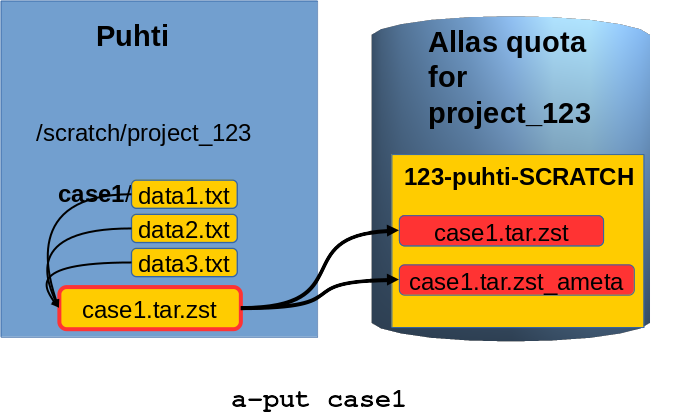 Puhti
/scratch/project_123
case1/
data1.txt
data2.txt
data3.txt
case1.tar.zst
Allas quota
for
project_123
123-puhti-SCRATCH
case1.tar.zst
case1.tar.zst_ameta
a-put case1